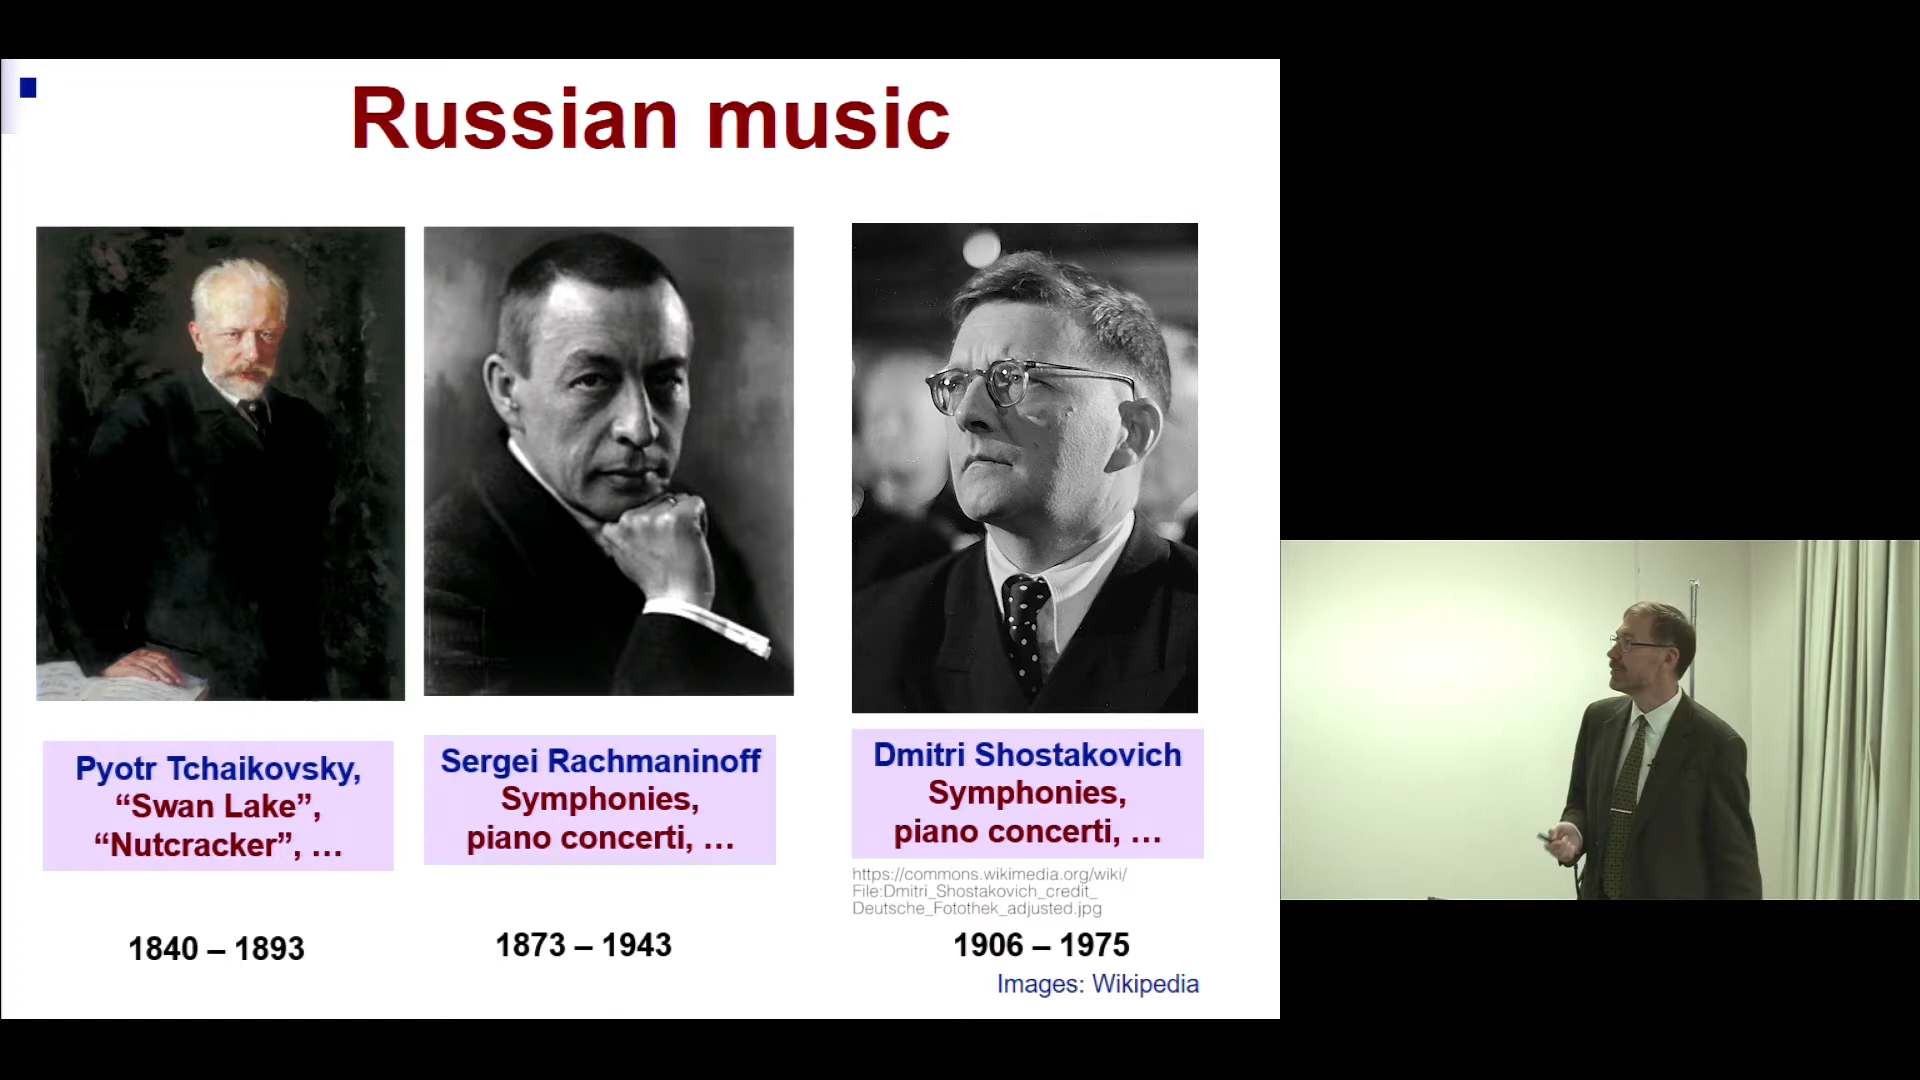 Russian music
Pyotr Tchaikovsky,
“Swan Lake”,
“Nutcracker”, …
1840 – 1893
Sergei Rachmaninoff
Symphonies,
piano concerti, …
1873 – 1943
Dmitri Shostakovich
Symphonies,
piano concerti, …
https://commons.wikimedia.org/wiki/
File:Dmitri_Shostakovich_credit_
Deutsche_Fotothek_adjusted.jpg
1906 – 1975
Images: Wikipedia